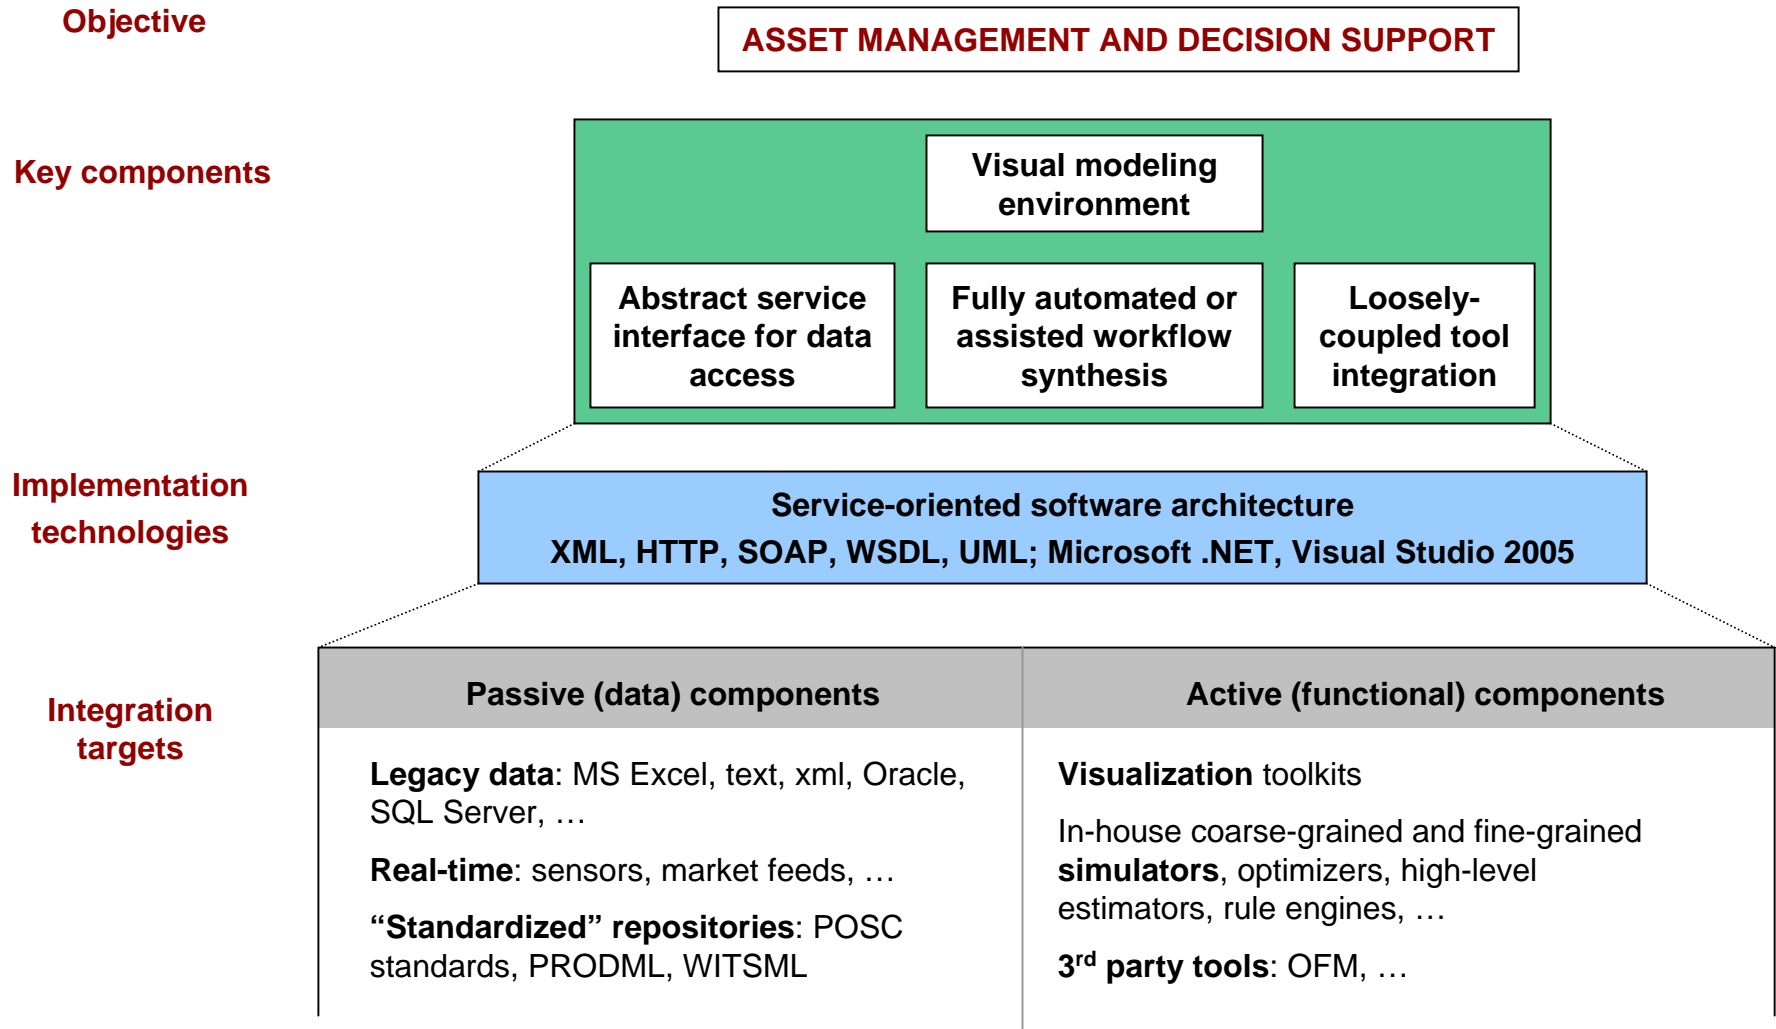 Objective
ASSET MANAGEMENT AND DECISION SUPPORT
Key components
Visual modeling
environment
Abstract service
interface for data
access
Fully automated or
assisted workflow
synthesis
Loosely-
coupled tool
integration
Implementation
technologies
Service-oriented software architecture
XML, HTTP, SOAP, WSDL, UML; Microsoft .NET, Visual Studio 2005
Integration
targets
Passive (data) components
Legacy data: MS Excel, text, xml, Oracle,
SQL Server, …
Real-time: sensors, market feeds, …
“Standardized” repositories: POSC
standards, PRODML, WITSML
Active (functional) components
Visualization toolkits
In-house coarse-grained and fine-grained
simulators, optimizers, high-level
estimators, rule engines, …
3rd party tools: OFM, …